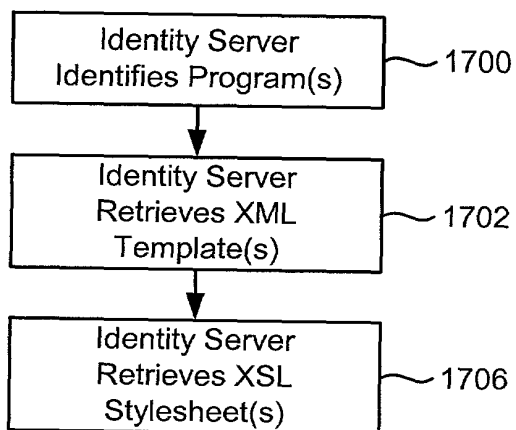 Identity Server
Identifies Program(s)
1700
Identity Server
Retrieves XML
Template(s)
1702
Identity Server
Retrieves XSL
Stylesheet(s)
1706